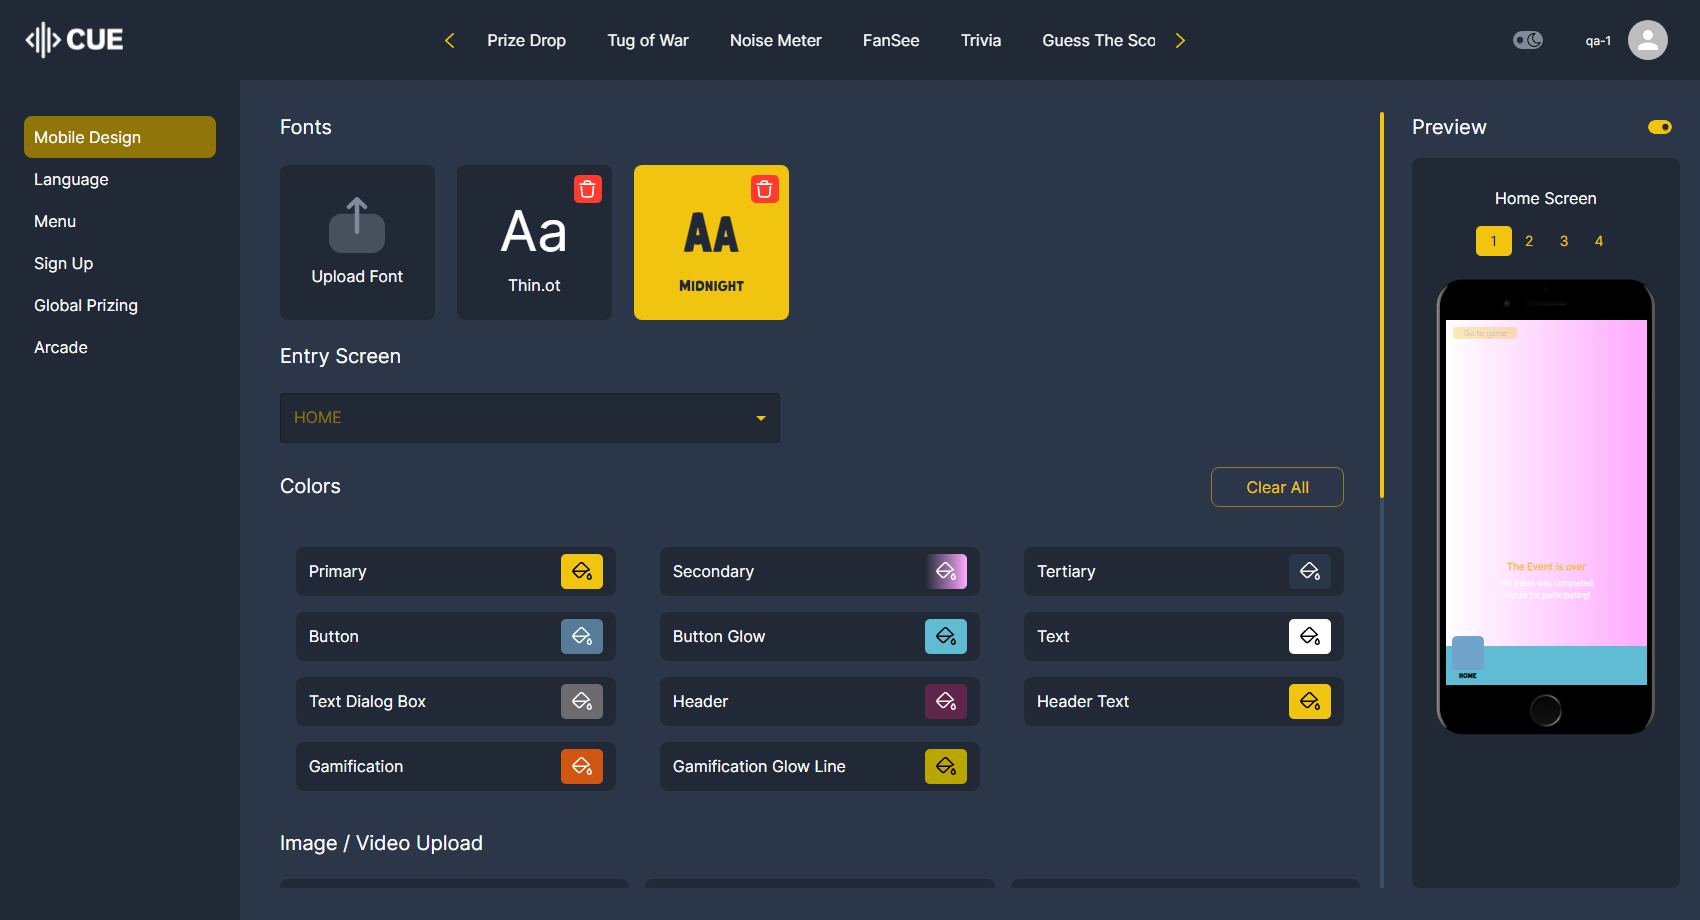 CUE
Prize Drop
Tug of War
Noise Meter
FanSee
Trivia
Guess The Sco
qa-1
Mobile Design
Language
Menu
Sign Up
Global Prizing
Arcade
Fonts
Upload Font
Aa
Thin.ot
AA
MIDNIGHT
Entry Screen
HOME
Colors
Clear All
Primary
Secondary
Tertiary
Button
Button Glow
Text
Text Dialog Box
Header
Header Text
Gamification
Gamification Glow Line
Image / Video Upload
Preview
Home Screen
1 2 3 4
Go to game
The Event is over
The event was completed,
thanks for participating!
HOME